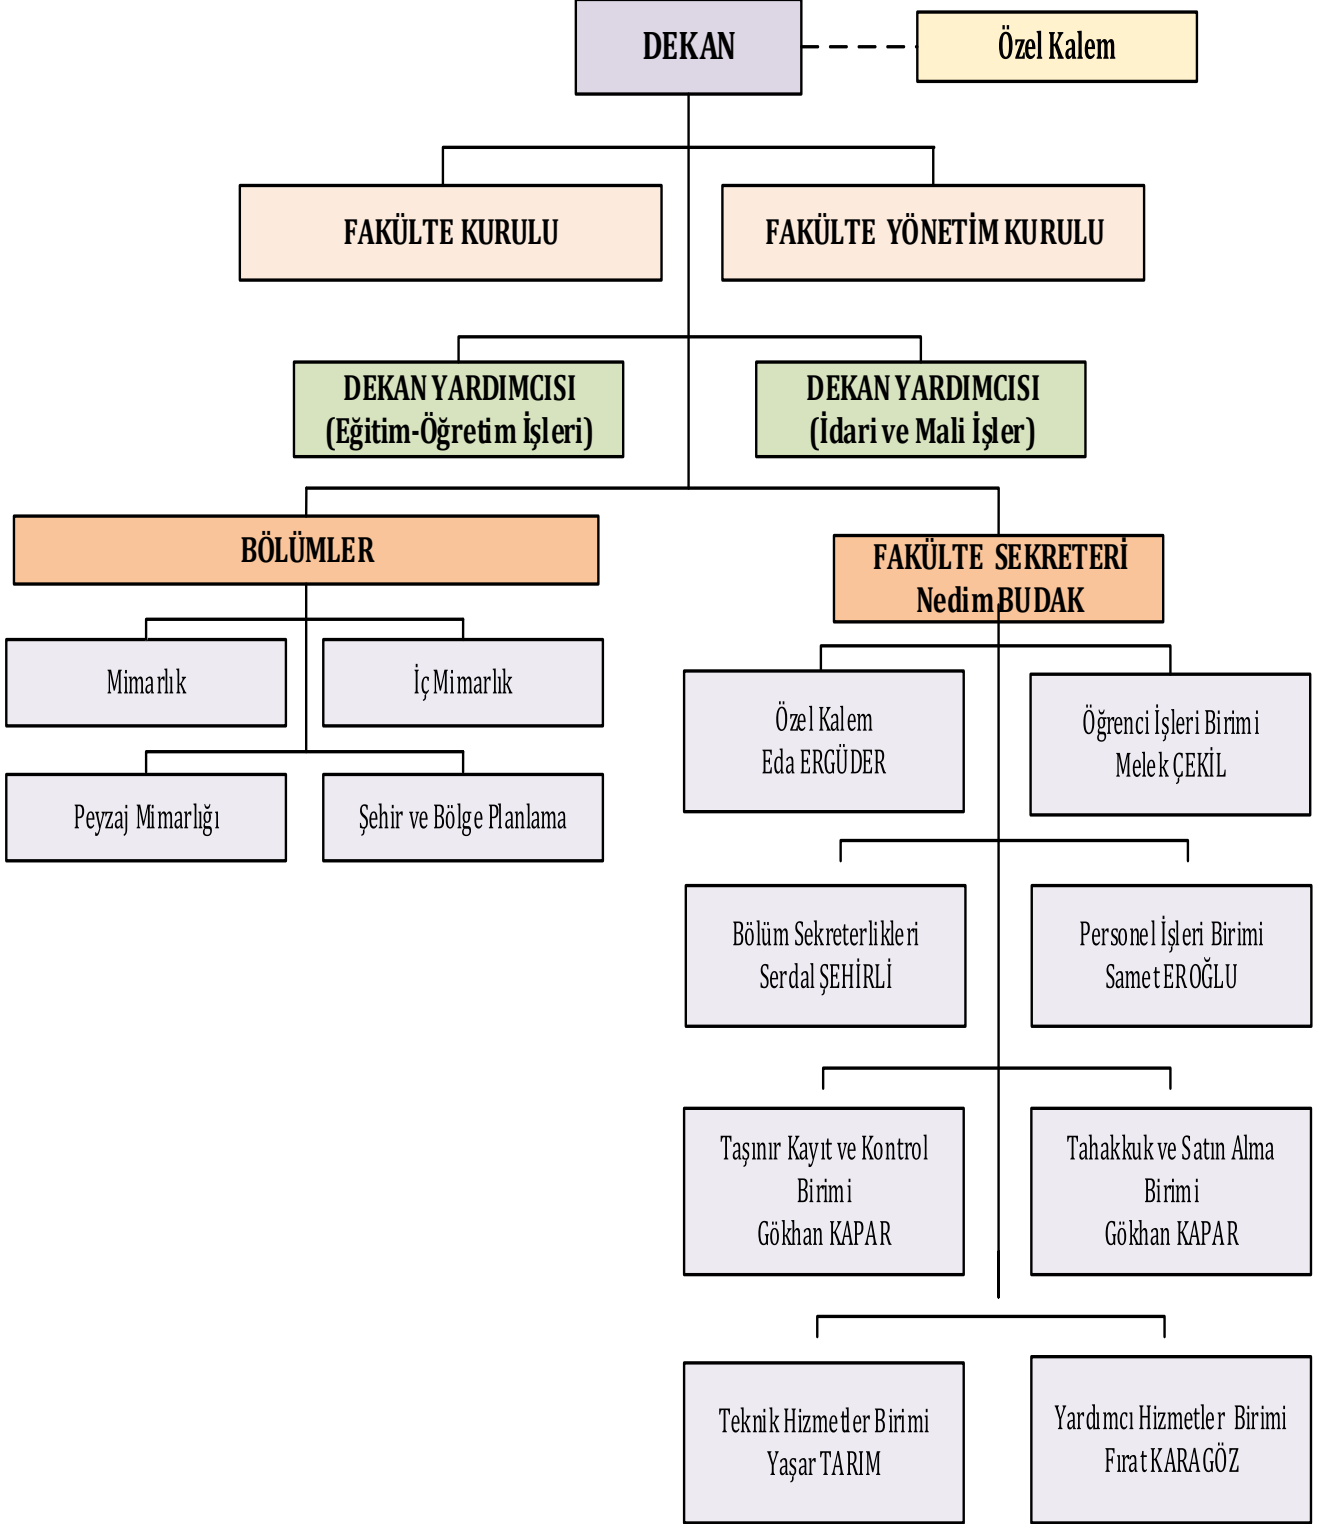 DEKAN
Özel Kalem
FAKÜLTE KURULU
FAKÜLTE YÖNETİM KURULU
DEKAN YARDIMCISI
(Eğitim-Öğretim İşleri)
DEKAN YARDIMCISI
(İdari ve Mali İşler)
BÖLÜMLER
FAKÜLTE SEKRETERİ
Nedim BUDAK
Mimarlık
İç Mimarlık
Peyzaj Mimarlığı
Şehir ve Bölge Planlama
Özel Kalem
Eda ERGÜDER
Öğrenci İşleri Birimi
Melek ÇEKİL
Bölüm Sekreterlikleri
Serdal ŞEHİRLİ
Personel İşleri Birimi
Samet EROĞLU
Taşınır Kayıt ve Kontrol
Birimi
Gökhan KAPAR
Tahakkuk ve Satın Alma
Birimi
Gökhan KAPAR
Teknik Hizmetler Birimi
Yaşar TARIM
Yardımcı Hizmetler Birimi
Fırat KARAGÖZ